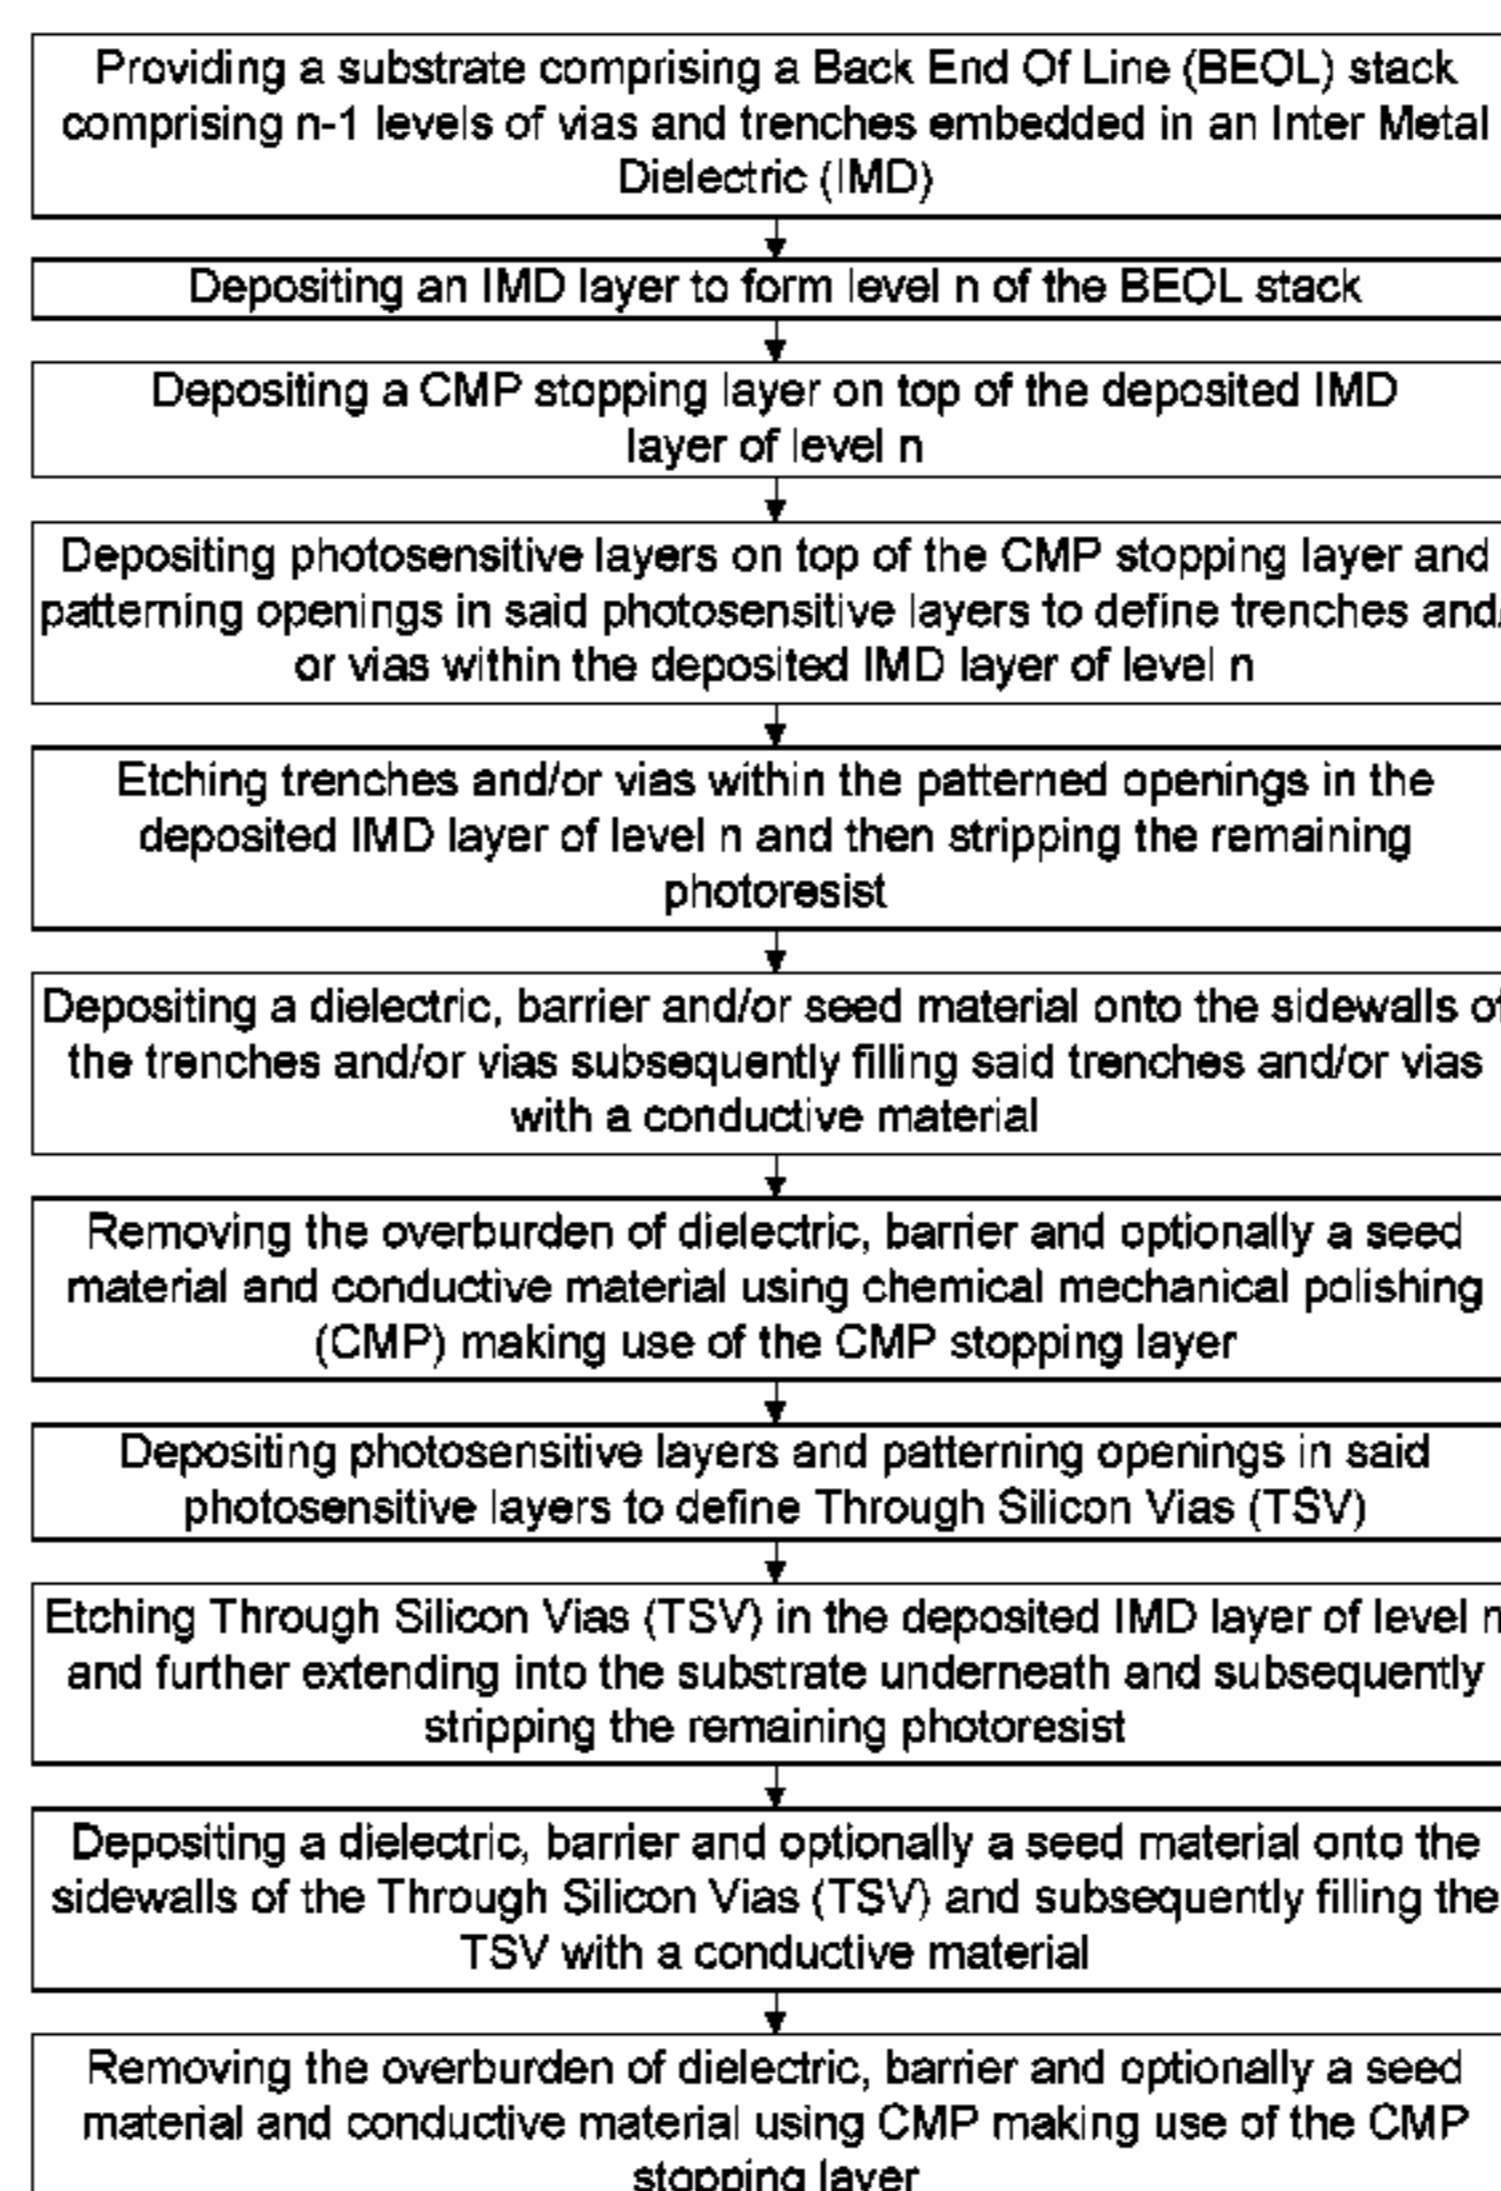 Providing a substrate comprising a Back End Of Line (BEOL) stack
comprising n-1 levels of vias and trenches embedded in an Inter Metal
Dielectric (IMD)
Depositing an IMD layer to form level n of the BEOL stack
Depositing a CMP stopping layer on top of the deposited IMD
layer of level n
Depositing photosensitive layers on top of the CMP stopping layer and
patterning openings in said photosensitive layers to define trenches and/
or vias within the deposited IMD layer of level n
Etching trenches and/or vias within the patterned openings in the
deposited IMD layer of level n and then stripping the remaining
photoresist
Depositing a dielectric, barrier and/or seed material onto the sidewalls of
the trenches and/or vias subsequently filling said trenches and/or vias
with a conductive material
Removing the overburden of dielectric, barrier and optionally a seed
material and conductive material using chemical mechanical polishing
(CMP) making use of the CMP stopping layer
Depositing photosensitive layers and patterning openings in said
photosensitive layers to define Through Silicon Vias (TSV)
Etching Through Silicon Vias (TSV) in the deposited IMD layer of level n
and further extending into the substrate underneath and subsequently
stripping the remaining photoresist
Depositing a dielectric, barrier and optionally a seed material onto the
sidewalls of the Through Silicon Vias (TSV) and subsequently filling the
TSV with a conductive material
Removing the overburden of dielectric, barrier and optionally a seed
material and conductive material using CMP making use of the CMP
stopping layer